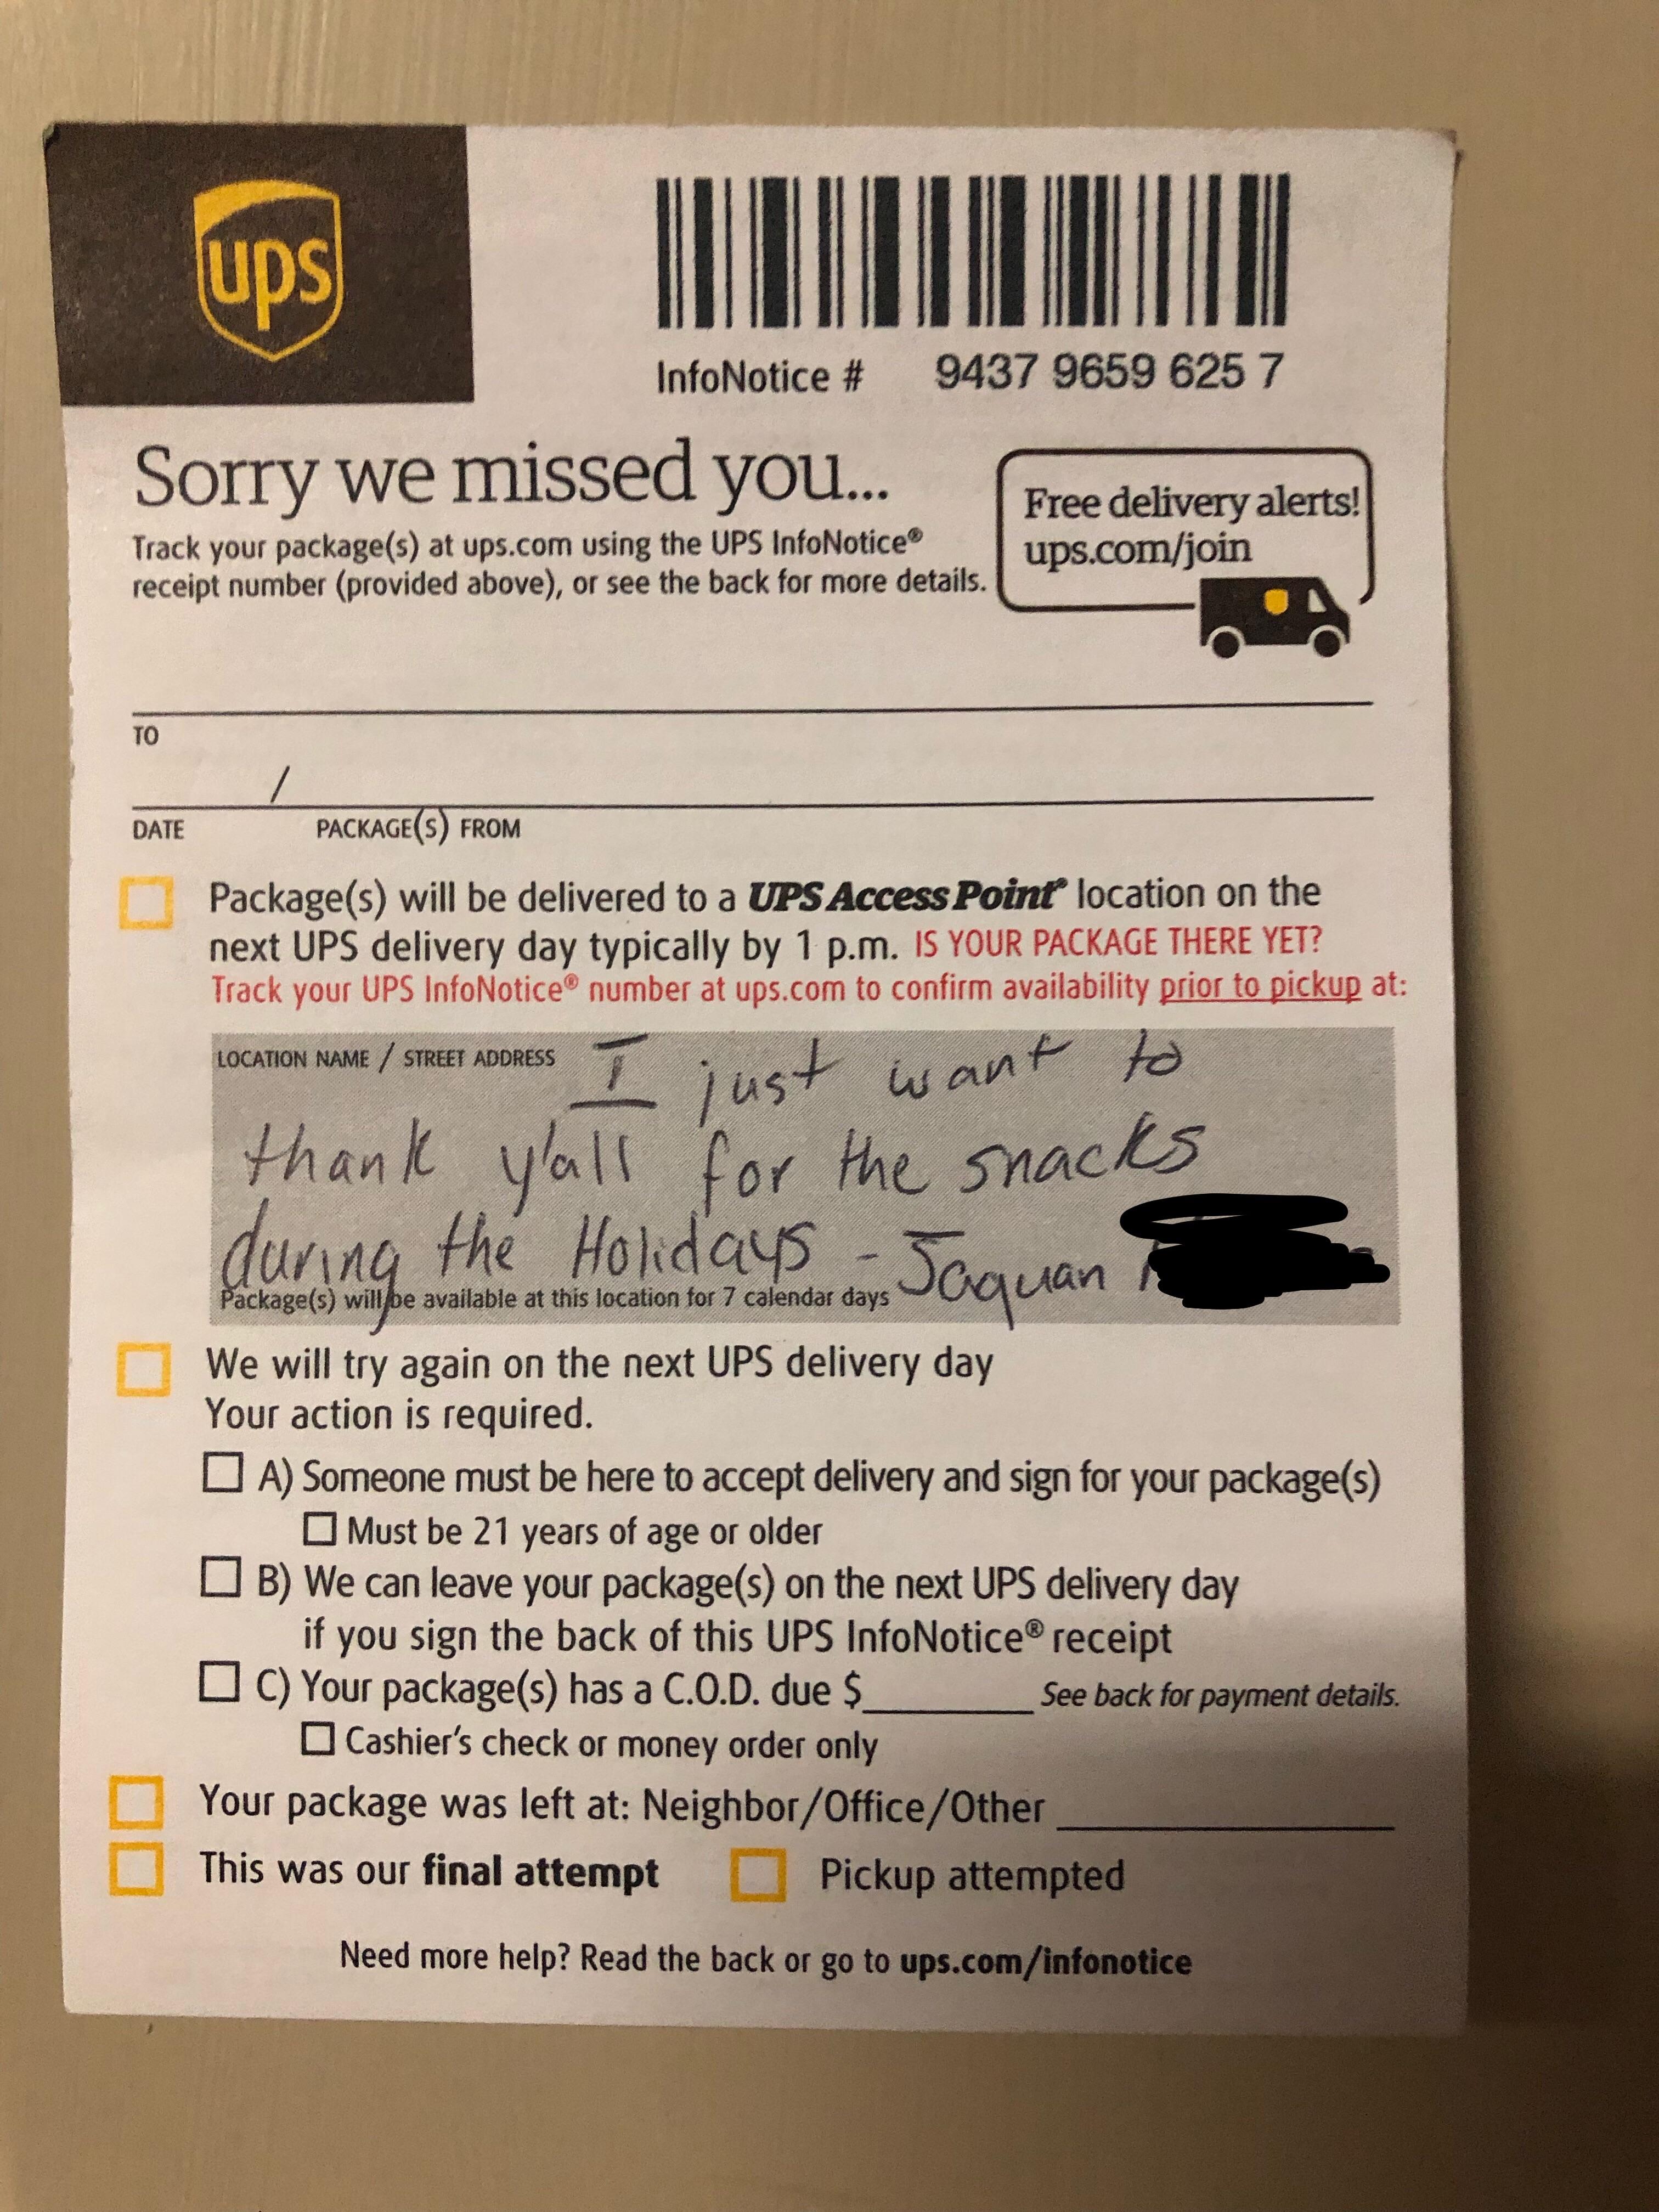 ups
InfoNotice # 9437 9659 625 7
Sorry we missed you...
Track your package(s) at ups.com using the UPS InfoNotice®
receipt number (provided above), or see the back for more details.
Free delivery alerts!
ups.com/join
TO
/
DATE PACKAGE(S) FROM
Package(s) will be delivered to a UPS Access Point® location on the
next UPS delivery day typically by 1 p.m. IS YOUR PACKAGE THERE YET?
Track your UPS InfoNotice® number at ups.com to confirm availability prior to pickup at:
LOCATION NAME / STREET ADDRESS
I just want to
thank y'all for the snacks
during the Holidays - Jaquan
Package(s) will be available at this location for 7 calendar days
We will try again on the next UPS delivery day
Your action is required.
A) Someone must be here to accept delivery and sign for your package(s)
Must be 21 years of age or older
B) We can leave your package(s) on the next UPS delivery day
if you sign the back of this UPS InfoNotice® receipt
C) Your package(s) has a C.O.D. due $________ See back for payment details.
Cashier's check or money order only
Your package was left at: Neighbor/Office/Other ________
This was our final attempt Pickup attempted
Need more help? Read the back or go to ups.com/infonotice